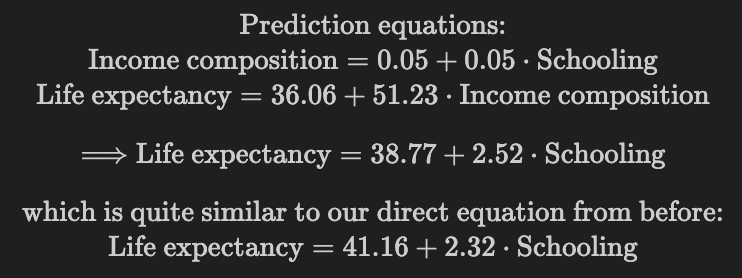 Prediction equations:
Income composition = 0.05 + 0.05 · Schooling
Life expectancy = 36.06 + 51.23 · Income composition
⟹ Life expectancy = 38.77 + 2.52 · Schooling
which is quite similar to our direct equation from before:
Life expectancy = 41.16 + 2.32 · Schooling